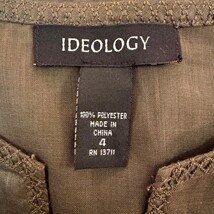 IDEOLOGY
100% POLYESTER
MADE IN
CHINA
4
RN 13711